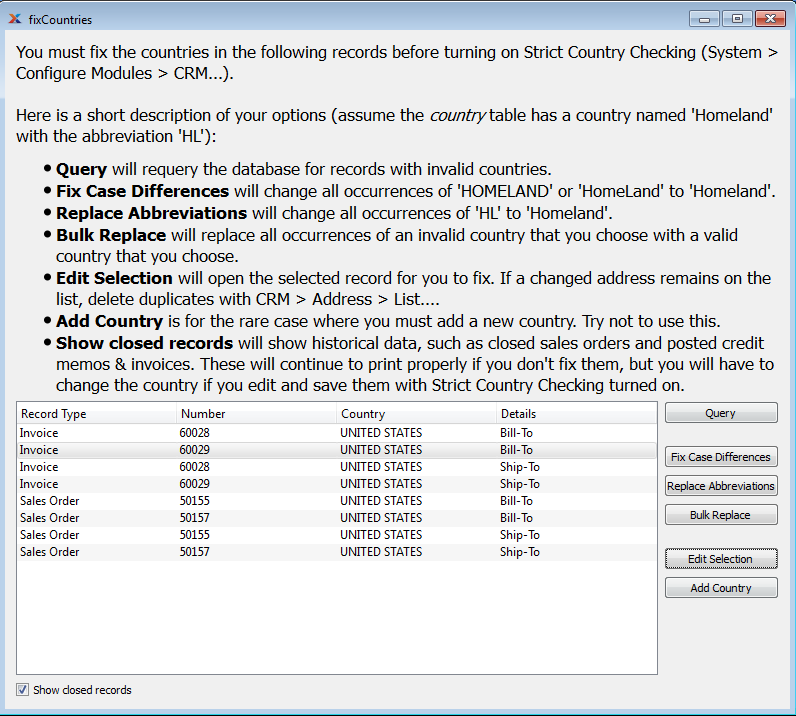 fixCountries
You must fix the countries in the following records before turning on Strict Country Checking (System >
Configure Modules > CRM...).
Here is a short description of your options (assume the country table has a country named 'Homeland'
with the abbreviation 'HL'):
• Query will requery the database for records with invalid countries.
• Fix Case Differences will change all occurrences of 'HOMELAND' or 'HomeLand' to 'Homeland'.
• Replace Abbreviations will change all occurrences of 'HL' to 'Homeland'.
• Bulk Replace will replace all occurrences of an invalid country that you choose with a valid
country that you choose.
• Edit Selection will open the selected record for you to fix. If a changed address remains on the
list, delete duplicates with CRM > Address > List....
• Add Country is for the rare case where you must add a new country. Try not to use this.
• Show closed records will show historical data, such as closed sales orders and posted credit
memos & invoices. These will continue to print properly if you don't fix them, but you will have to
change the country if you edit and save them with Strict Country Checking turned on.
Record Type Number Country Details
Invoice 60028 UNITED STATES Bill-To
Invoice 60029 UNITED STATES Bill-To
Invoice 60028 UNITED STATES Ship-To
Invoice 60029 UNITED STATES Ship-To
Sales Order 50155 UNITED STATES Bill-To
Sales Order 50157 UNITED STATES Bill-To
Sales Order 50155 UNITED STATES Ship-To
Sales Order 50157 UNITED STATES Ship-To
Query
Fix Case Differences
Replace Abbreviations
Bulk Replace
Edit Selection
Add Country
Show closed records